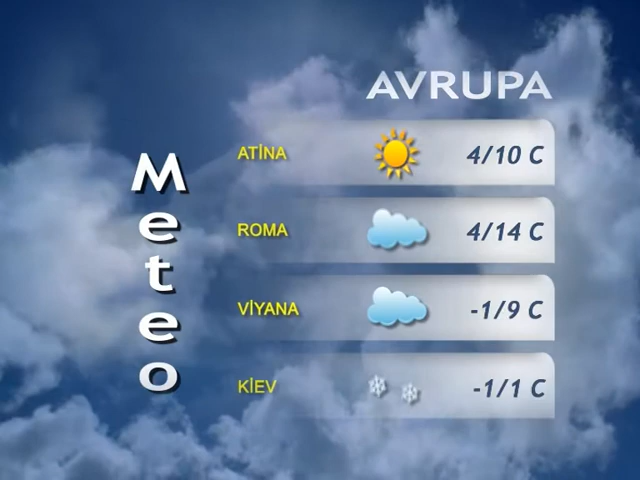 AVRUPA
Meteo
ATİNA 4/10 C
ROMA 4/14 C
VİYANA -1/9 C
KİEV -1/1 C